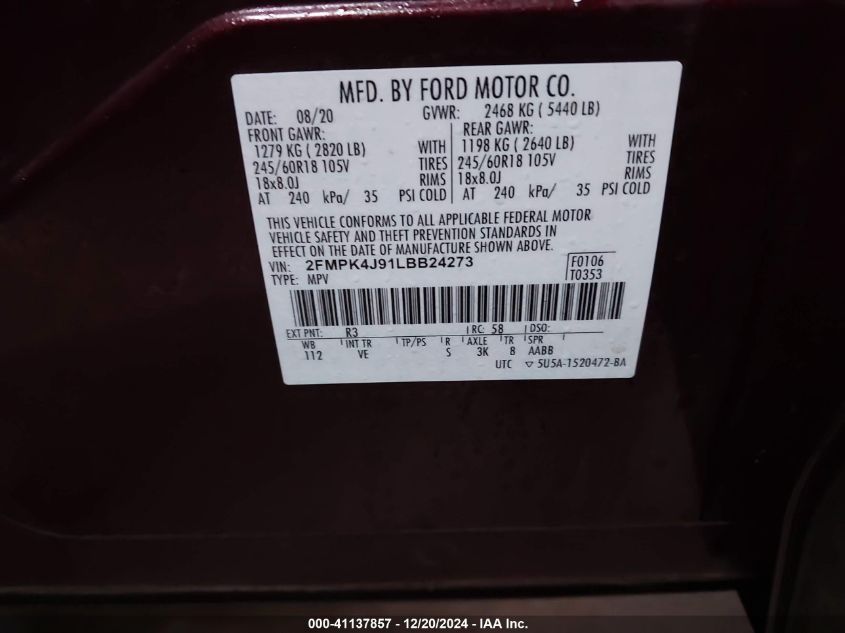 MFD. BY FORD MOTOR CO.
DATE: 08/20 GVWR: 2468 KG ( 5440 LB)
FRONT GAWR: REAR GAWR:
1279 KG ( 2820 LB) WITH 1198 KG ( 2640 LB) WITH
245/60R18 105V TIRES 245/60R18 105V TIRES
18x8.0J RIMS 18x8.0J RIMS
AT 240 kPa/ 35 PSI COLD AT 240 kPa/ 35 PSI COLD
THIS VEHICLE CONFORMS TO ALL APPLICABLE FEDERAL MOTOR
VEHICLE SAFETY AND THEFT PREVENTION STANDARDS IN
EFFECT ON THE DATE OF MANUFACTURE SHOWN ABOVE.
VIN: 2FMPK4J91LBB24273 F0106
TYPE: MPV T0353
EXT PNT: R3 RC: 58 DSO:
WB INT TR TP/PS R AXLE TR SPR
112 VE S 3K 8 AABB
UTC ▽ 5U5A-1520472-BA
000-41137857 - 12/20/2024 - IAA Inc.